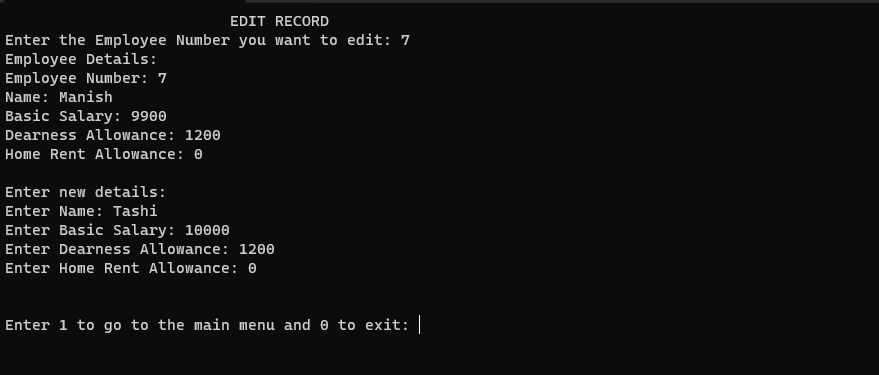 EDIT RECORD
Enter the Employee Number you want to edit: 7
Employee Details:
Employee Number: 7
Name: Manish
Basic Salary: 9900
Dearness Allowance: 1200
Home Rent Allowance: 0
Enter new details:
Enter Name: Tashi
Enter Basic Salary: 10000
Enter Dearness Allowance: 1200
Enter Home Rent Allowance: 0
Enter 1 to go to the main menu and 0 to exit: